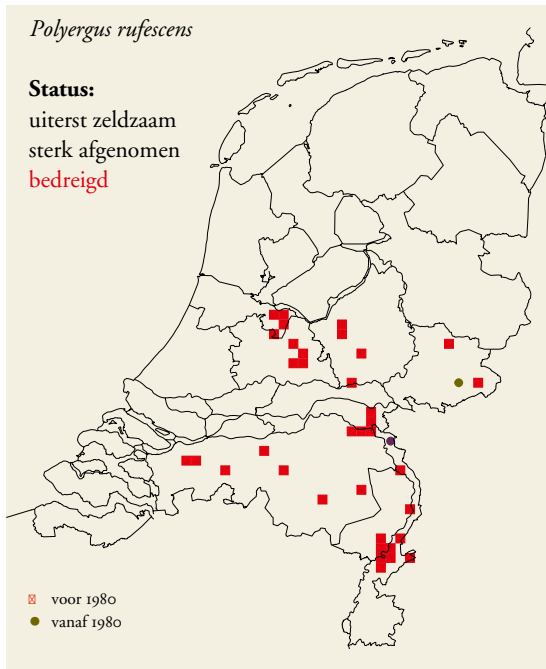 Polyergus rufescens
Status:
uiterst zeldzaam
sterk afgenomen
bedreigd
voor 1980
vanaf 1980